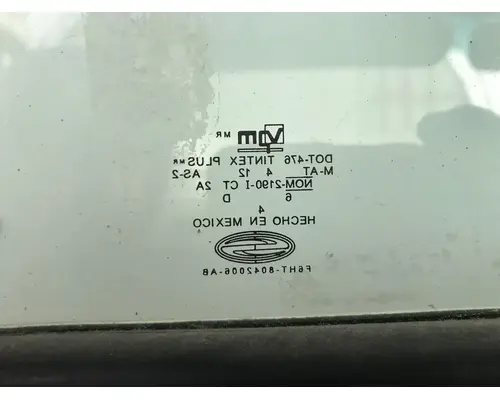 vpm MR
DOT-476 TINTEX PLUS MR
M-AT 4 12 AS-2
NOM-2190-I CT 2A
6 D
4
HECHO EN MEXICO
F6HT-8042006-AB